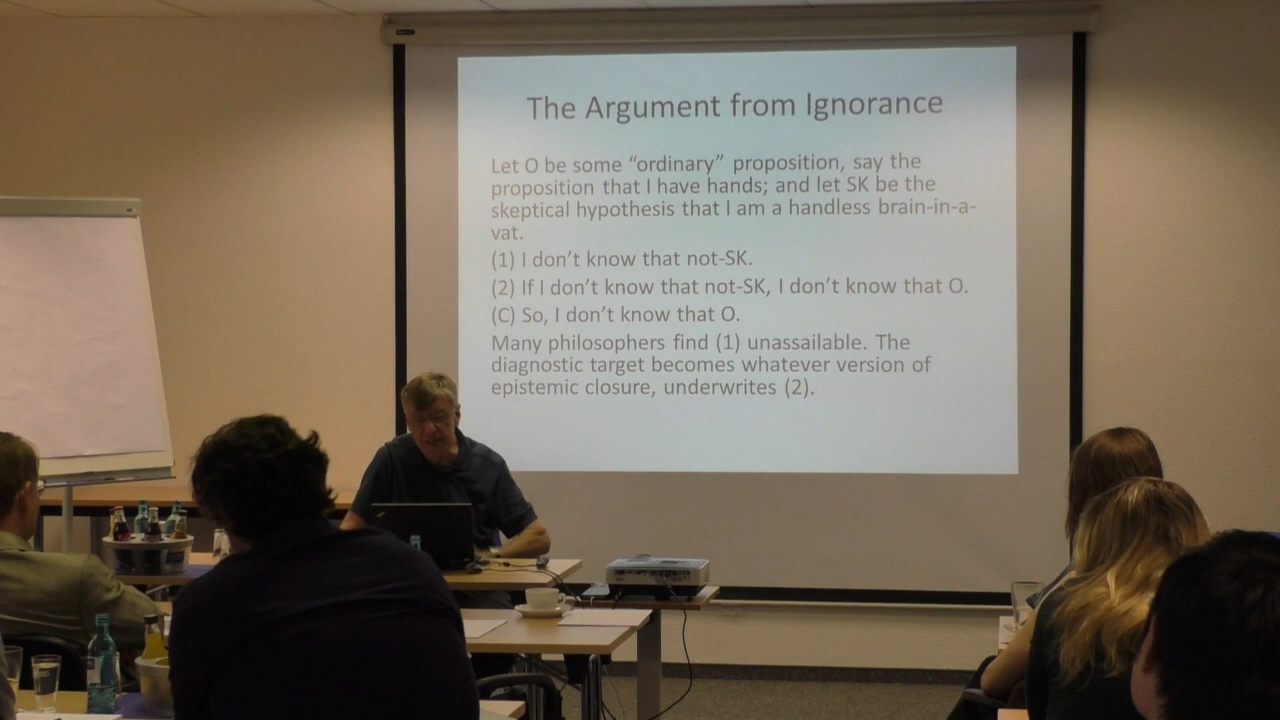 The Argument from Ignorance
Let O be some “ordinary” proposition, say the
proposition that I have hands; and let SK be the
skeptical hypothesis that I am a handless brain-in-a-
vat.
(1) I don’t know that not-SK.
(2) If I don’t know that not-SK, I don’t know that O.
(C) So, I don’t know that O.
Many philosophers find (1) unassailable. The
diagnostic target becomes whatever version of
epistemic closure, underwrites (2).